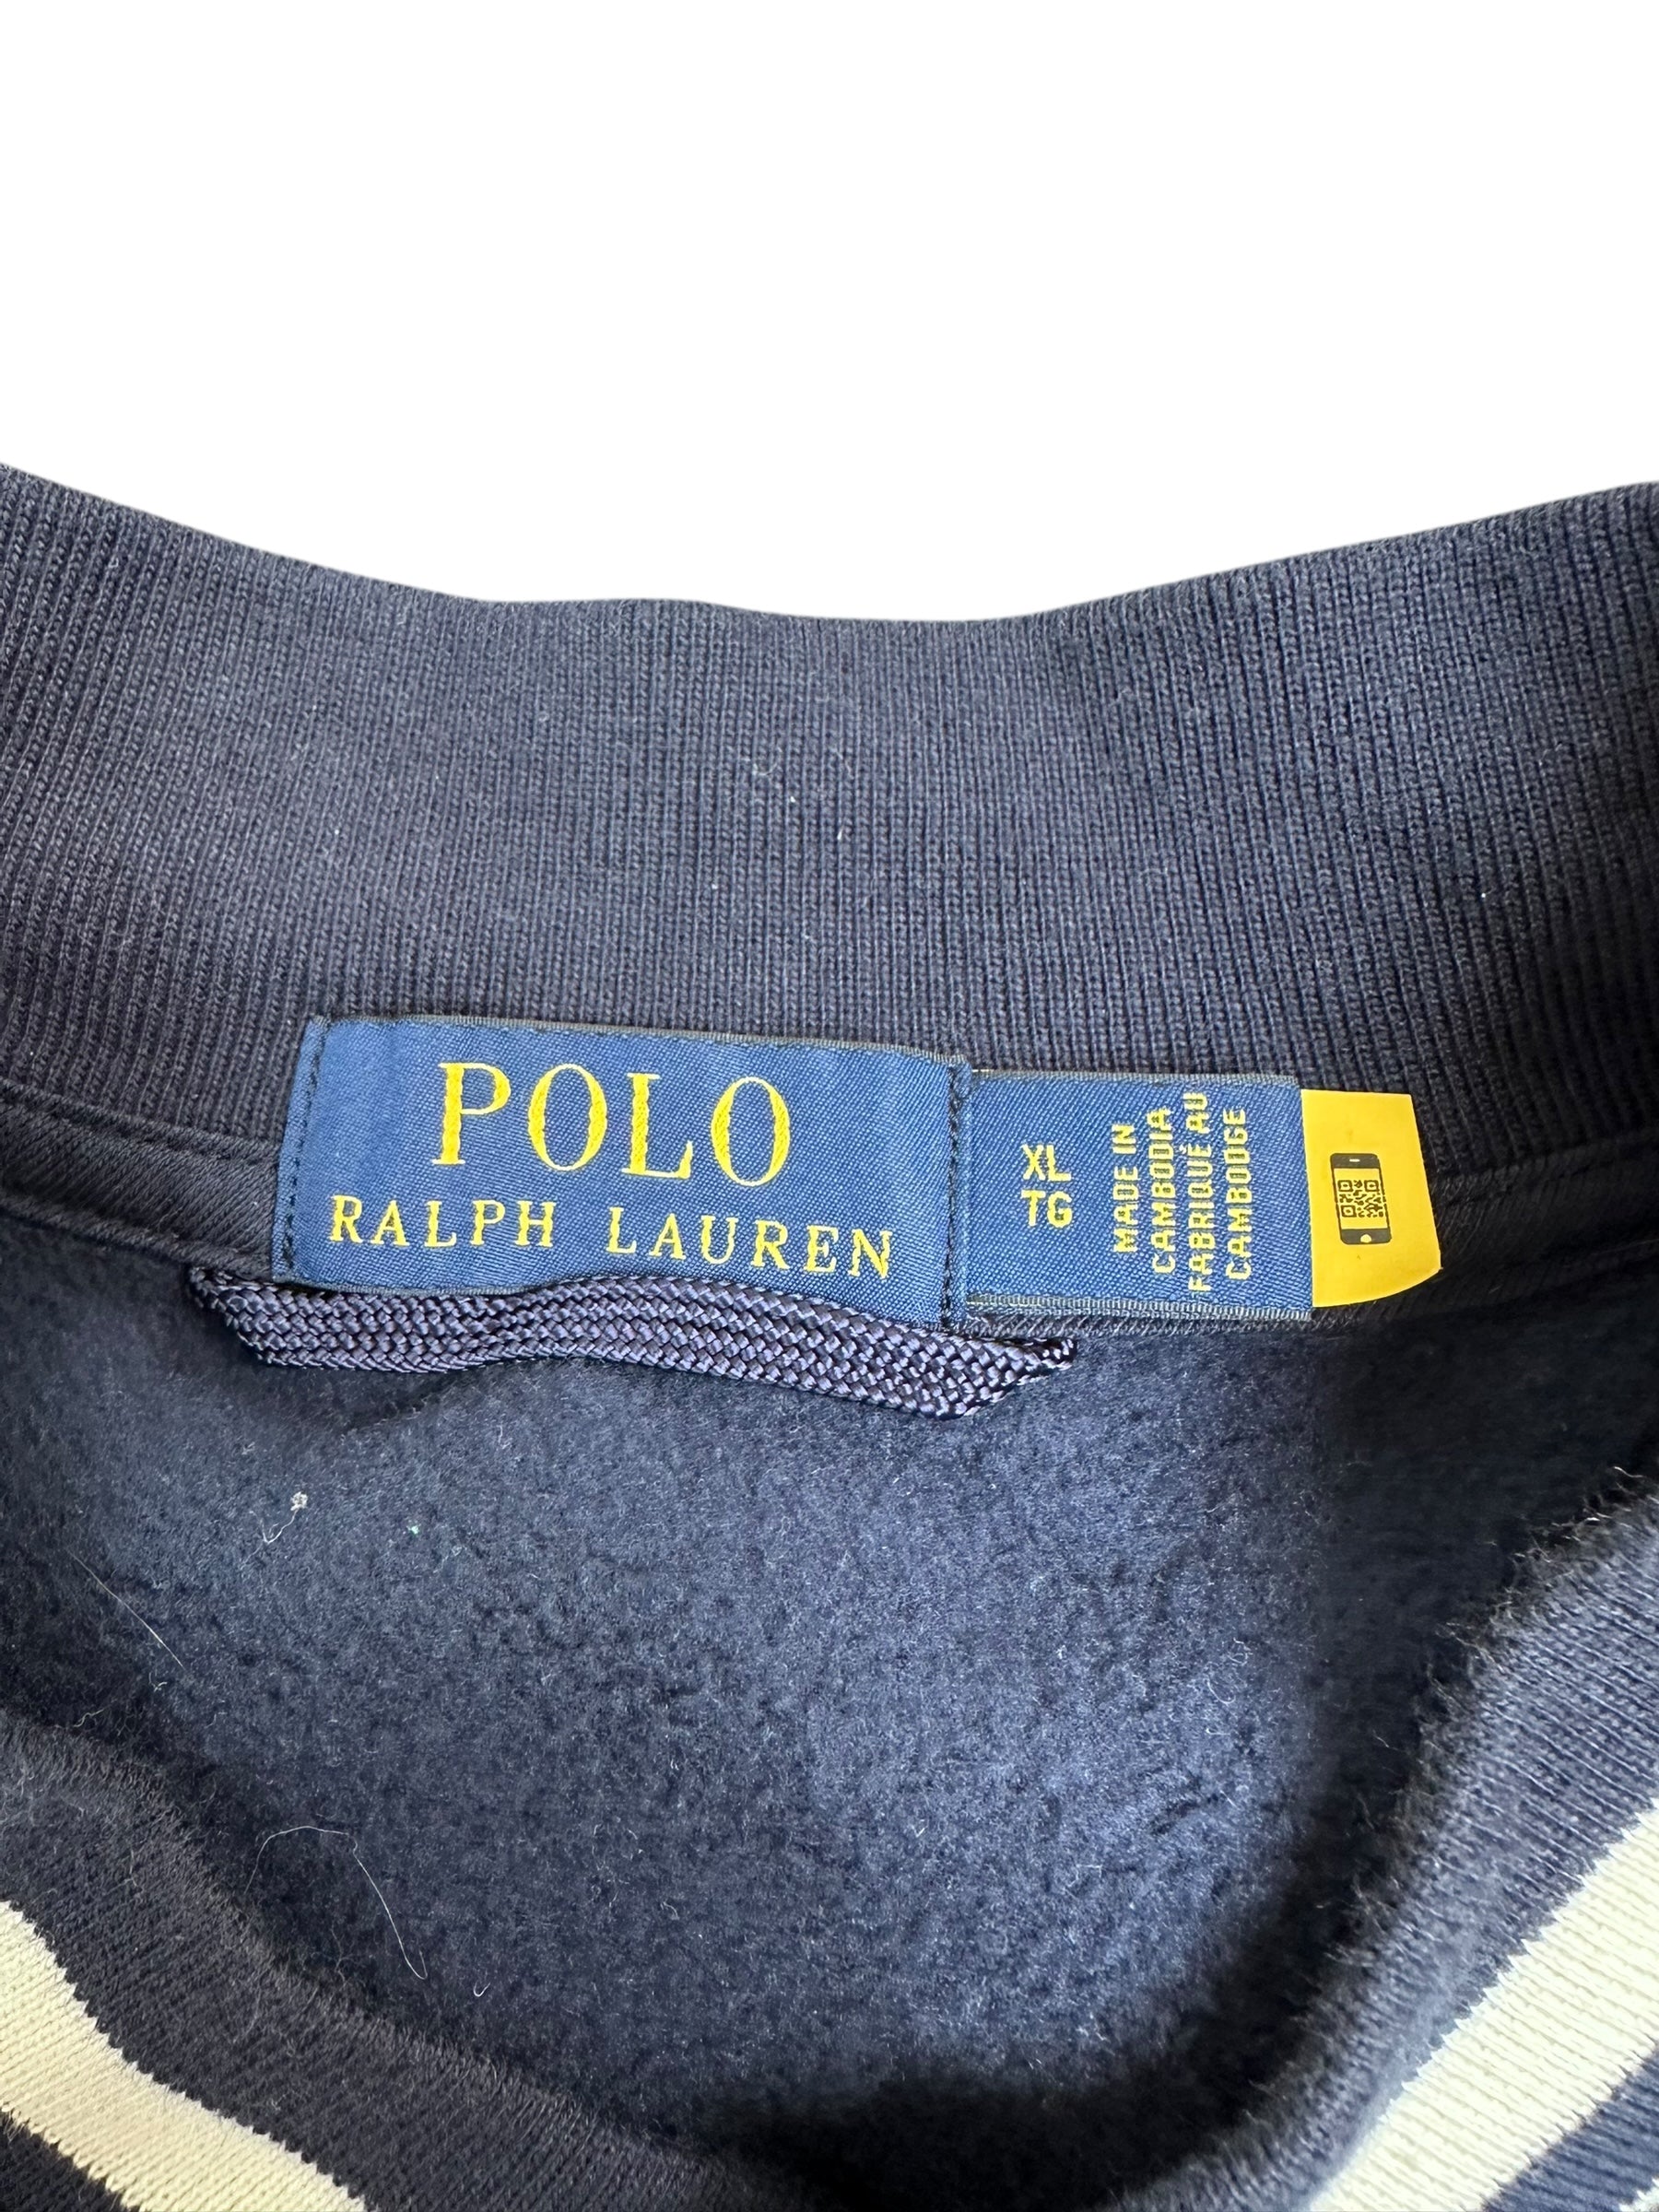 POLO
RALPH LAUREN
XL
TG
MADE IN
CAMBODIA
FABRIQUÉ AU
CAMBODGE